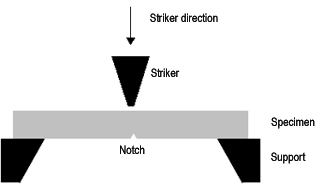 Striker direction
Striker
Specimen
Notch
Support